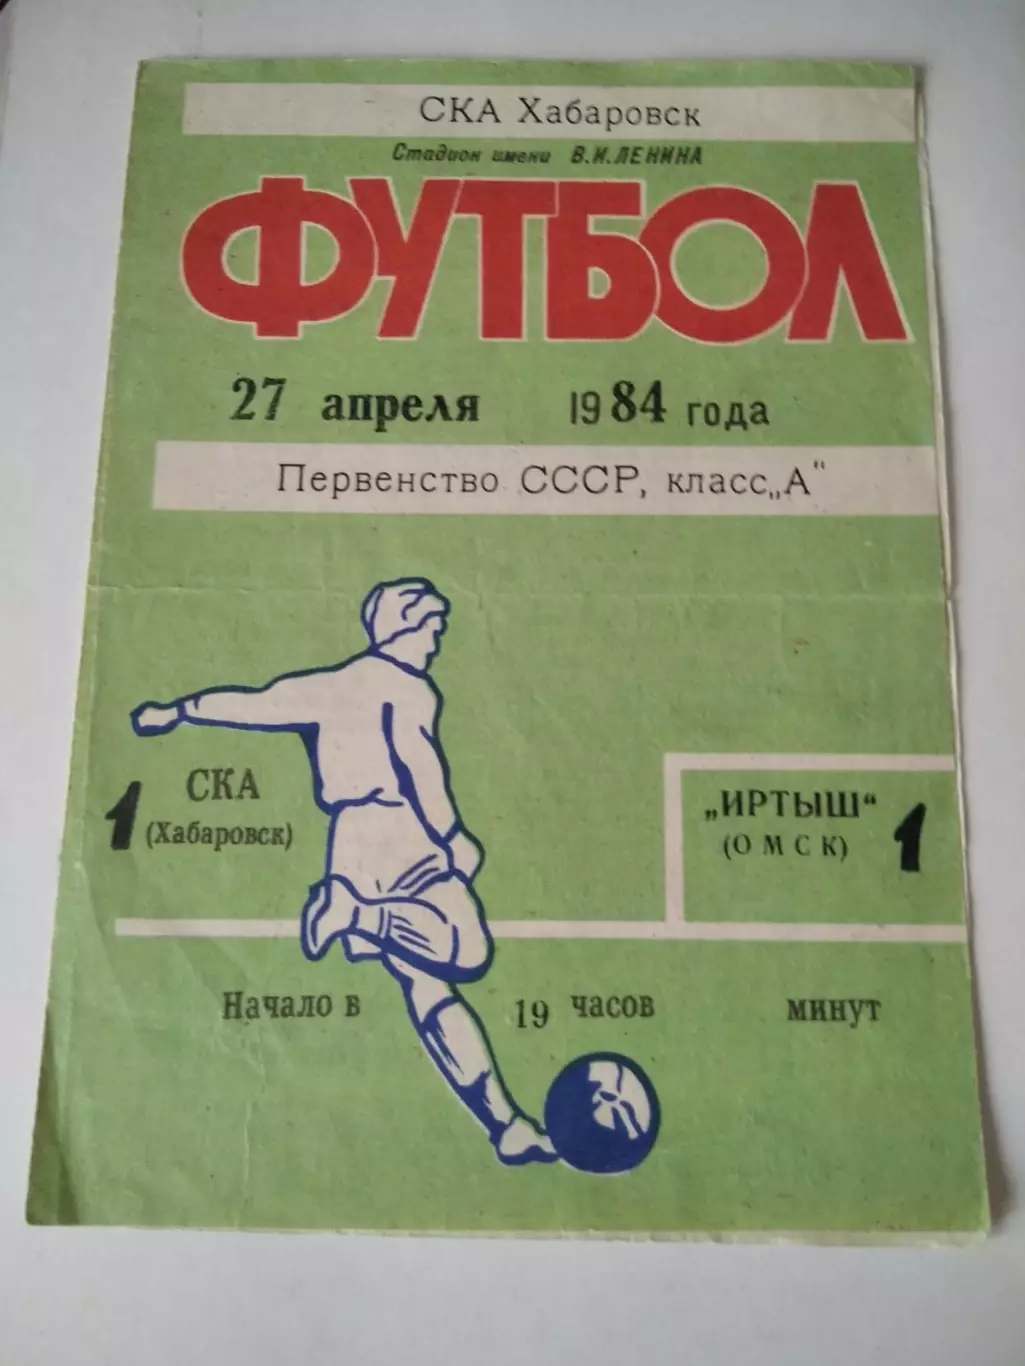 СКА Хабаровск
Стадион имени В.И.ЛЕНИНА
ФУТБОЛ
27 апреля 1984 года
Первенство СССР, класс „А“
1 СКА
(Хабаровск)
„ИРТЫШ“ 1
(ОМСК)
Начало в 19 часов минут